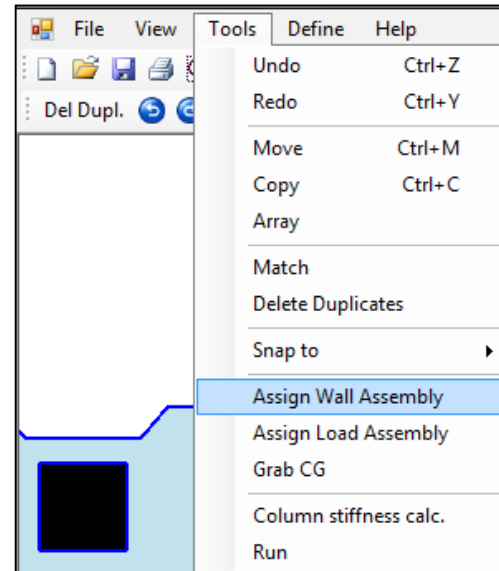 File View Tools Define Help
Undo Ctrl+Z
Del Dupl. Redo Ctrl+Y
Move Ctrl+M
Copy Ctrl+C
Array
Match
Delete Duplicates
Snap to
Assign Wall Assembly
Assign Load Assembly
Grab CG
Column stiffness calc.
Run